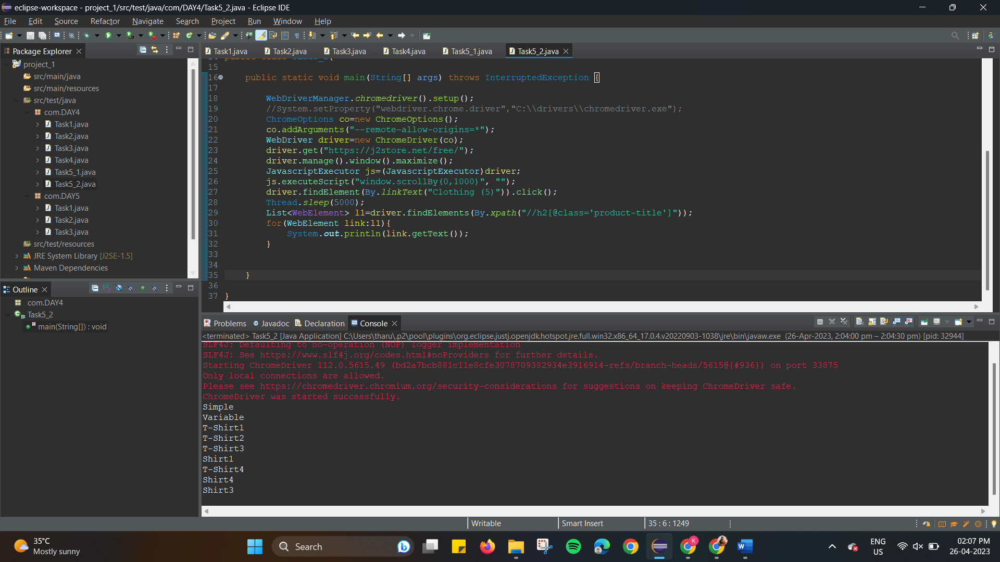 eclipse-workspace - project_1/src/test/java/com/DAY4/Task5_2.java - Eclipse IDE
File Edit Source Refactor Navigate Search Project Run Window Help
Package Explorer
project_1
src/main/java
src/main/resources
src/test/java
com.DAY4
Task1.java
Task2.java
Task3.java
Task4.java
Task5_1.java
Task5_2.java
com.DAY5
Task1.java
Task2.java
Task3.java
src/test/resources
JRE System Library [J2SE-1.5]
Maven Dependencies
Outline
com.DAY4
Task5_2
main(String[]) : void
Task1.java Task2.java Task3.java Task4.java Task5_1.java Task5_2.java
15
16 public static void main(String[] args) throws InterruptedException {
17
18 WebDriverManager.chromedriver().setup();
19 //System.setProperty("webdriver.chrome.driver","C:\\drivers\\chromedriver.exe");
20 ChromeOptions co=new ChromeOptions();
21 co.addArguments("--remote-allow-origins=*");
22 WebDriver driver=new ChromeDriver(co);
23 driver.get("https://j2store.net/free/");
24 driver.manage().window().maximize();
25 JavascriptExecutor js=(JavascriptExecutor)driver;
26 js.executeScript("window.scrollBy(0,1000)", "");
27 driver.findElement(By.linkText("Clothing (5)")).click();
28 Thread.sleep(5000);
29 List<WebElement> l1=driver.findElements(By.xpath("//h2[@class='product-title']"));
30 for(WebElement link:l1){
31 System.out.println(link.getText());
32 }
33
34
35 }
36
37 }
Problems Javadoc Declaration Console
<terminated> Task5_2 [Java Application] C:\Users\tharu\.p2\pool\plugins\org.eclipse.justj.openjdk.hotspot.jre.full.win32.x86_64_17.0.4.v20220903-1038\jre\bin\javaw.exe (26-Apr-2023, 2:04:00 pm – 2:04:30 pm) [pid: 32944]
SLF4J: Defaulting to no-operation (NOP) logger implementation
SLF4J: See https://www.slf4j.org/codes.html#noProviders for further details.
Starting ChromeDriver 112.0.5615.49 (bd2a7bcb881c11e8cfe3078709382934e3916914-refs/branch-heads/5615@{#936}) on port 33875
Only local connections are allowed.
Please see https://chromedriver.chromium.org/security-considerations for suggestions on keeping ChromeDriver safe.
ChromeDriver was started successfully.
Simple
Variable
T-Shirt1
T-Shirt2
T-Shirt3
Shirt1
T-Shirt4
Shirt4
Shirt3
Writable Smart Insert 35 : 6 : 1249
35°C
Mostly sunny
Search
K
ENG
US
02:07 PM
26-04-2023